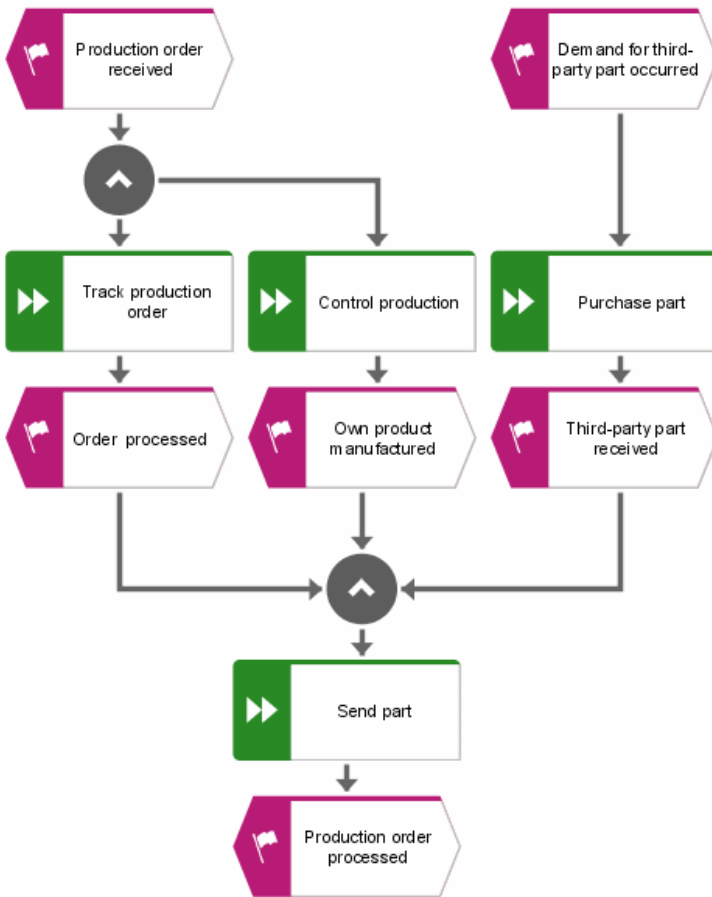 Production order
received
Demand for third-
party part occurred
Track production
order
Control production
Purchase part
Order processed
Own product
manufactured
Third-party part
received
Send part
Production order
processed